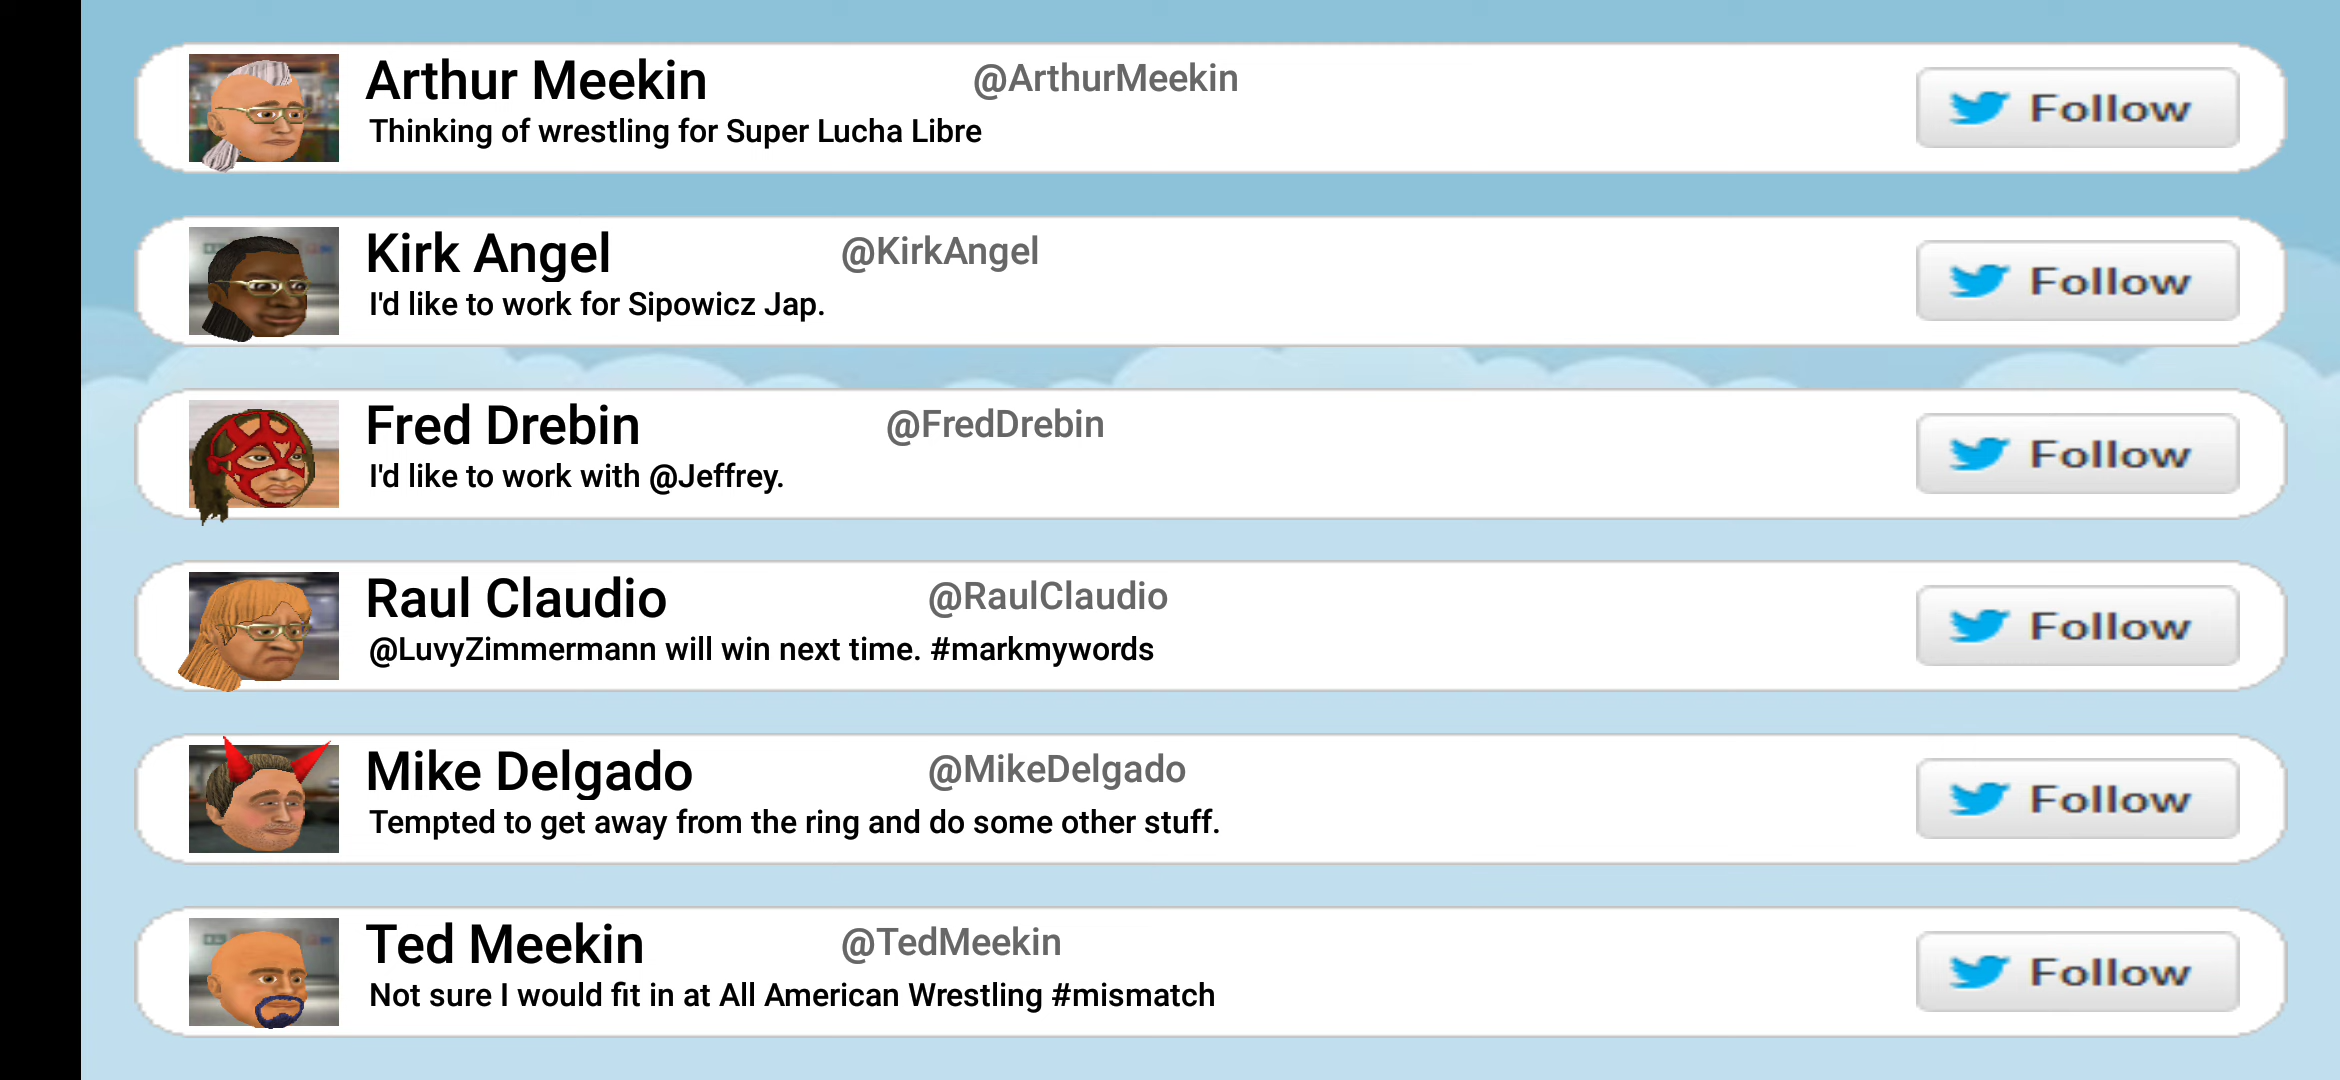 Arthur Meekin @ArthurMeekin
Thinking of wrestling for Super Lucha Libre
Follow
Kirk Angel @KirkAngel
I'd like to work for Sipowicz Jap.
Follow
Fred Drebin @FredDrebin
I'd like to work with @Jeffrey.
Follow
Raul Claudio @RaulClaudio
@LuvyZimmermann will win next time. #markmywords
Follow
Mike Delgado @MikeDelgado
Tempted to get away from the ring and do some other stuff.
Follow
Ted Meekin @TedMeekin
Not sure I would fit in at All American Wrestling #mismatch
Follow